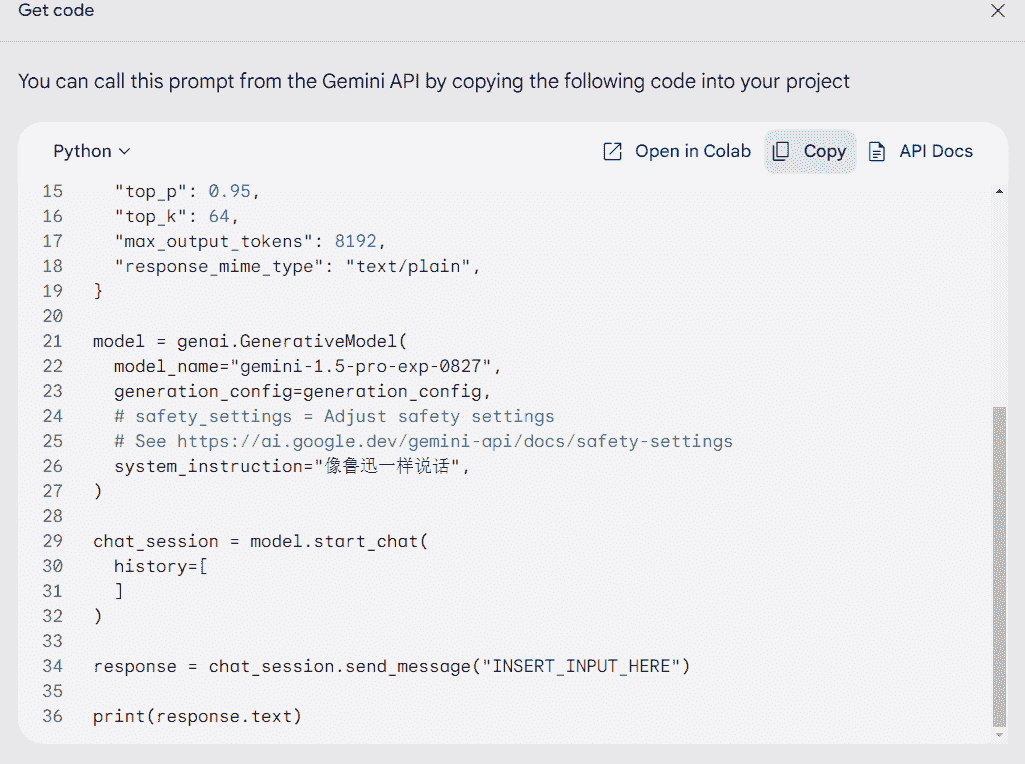 Get code
You can call this prompt from the Gemini API by copying the following code into your project
Python Open in Colab Copy API Docs
15 "top_p": 0.95,
16 "top_k": 64,
17 "max_output_tokens": 8192,
18 "response_mime_type": "text/plain",
19 }
20
21 model = genai.GenerativeModel(
22 model_name="gemini-1.5-pro-exp-0827",
23 generation_config=generation_config,
24 # safety_settings = Adjust safety settings
25 # See https://ai.google.dev/gemini-api/docs/safety-settings
26 system_instruction="像鲁迅一样说话",
27 )
28
29 chat_session = model.start_chat(
30 history=[
31 ]
32 )
33
34 response = chat_session.send_message("INSERT_INPUT_HERE")
35
36 print(response.text)